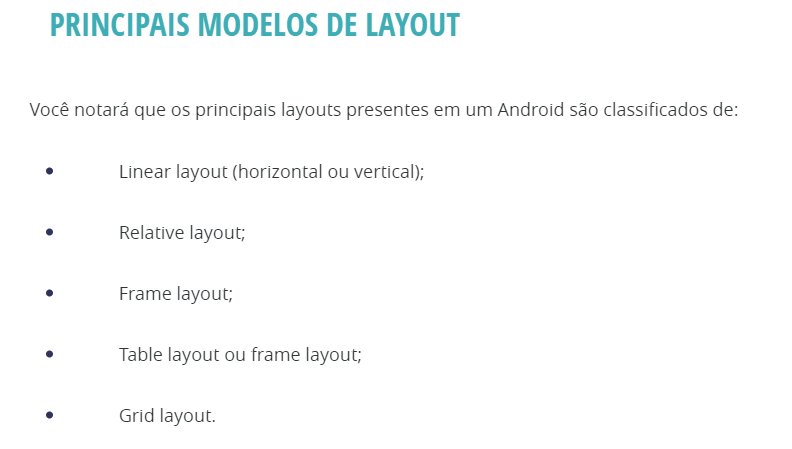 PRINCIPAIS MODELOS DE LAYOUT
Você notará que os principais layouts presentes em um Android são classificados de:
• Linear layout (horizontal ou vertical);
• Relative layout;
• Frame layout;
• Table layout ou frame layout;
• Grid layout.